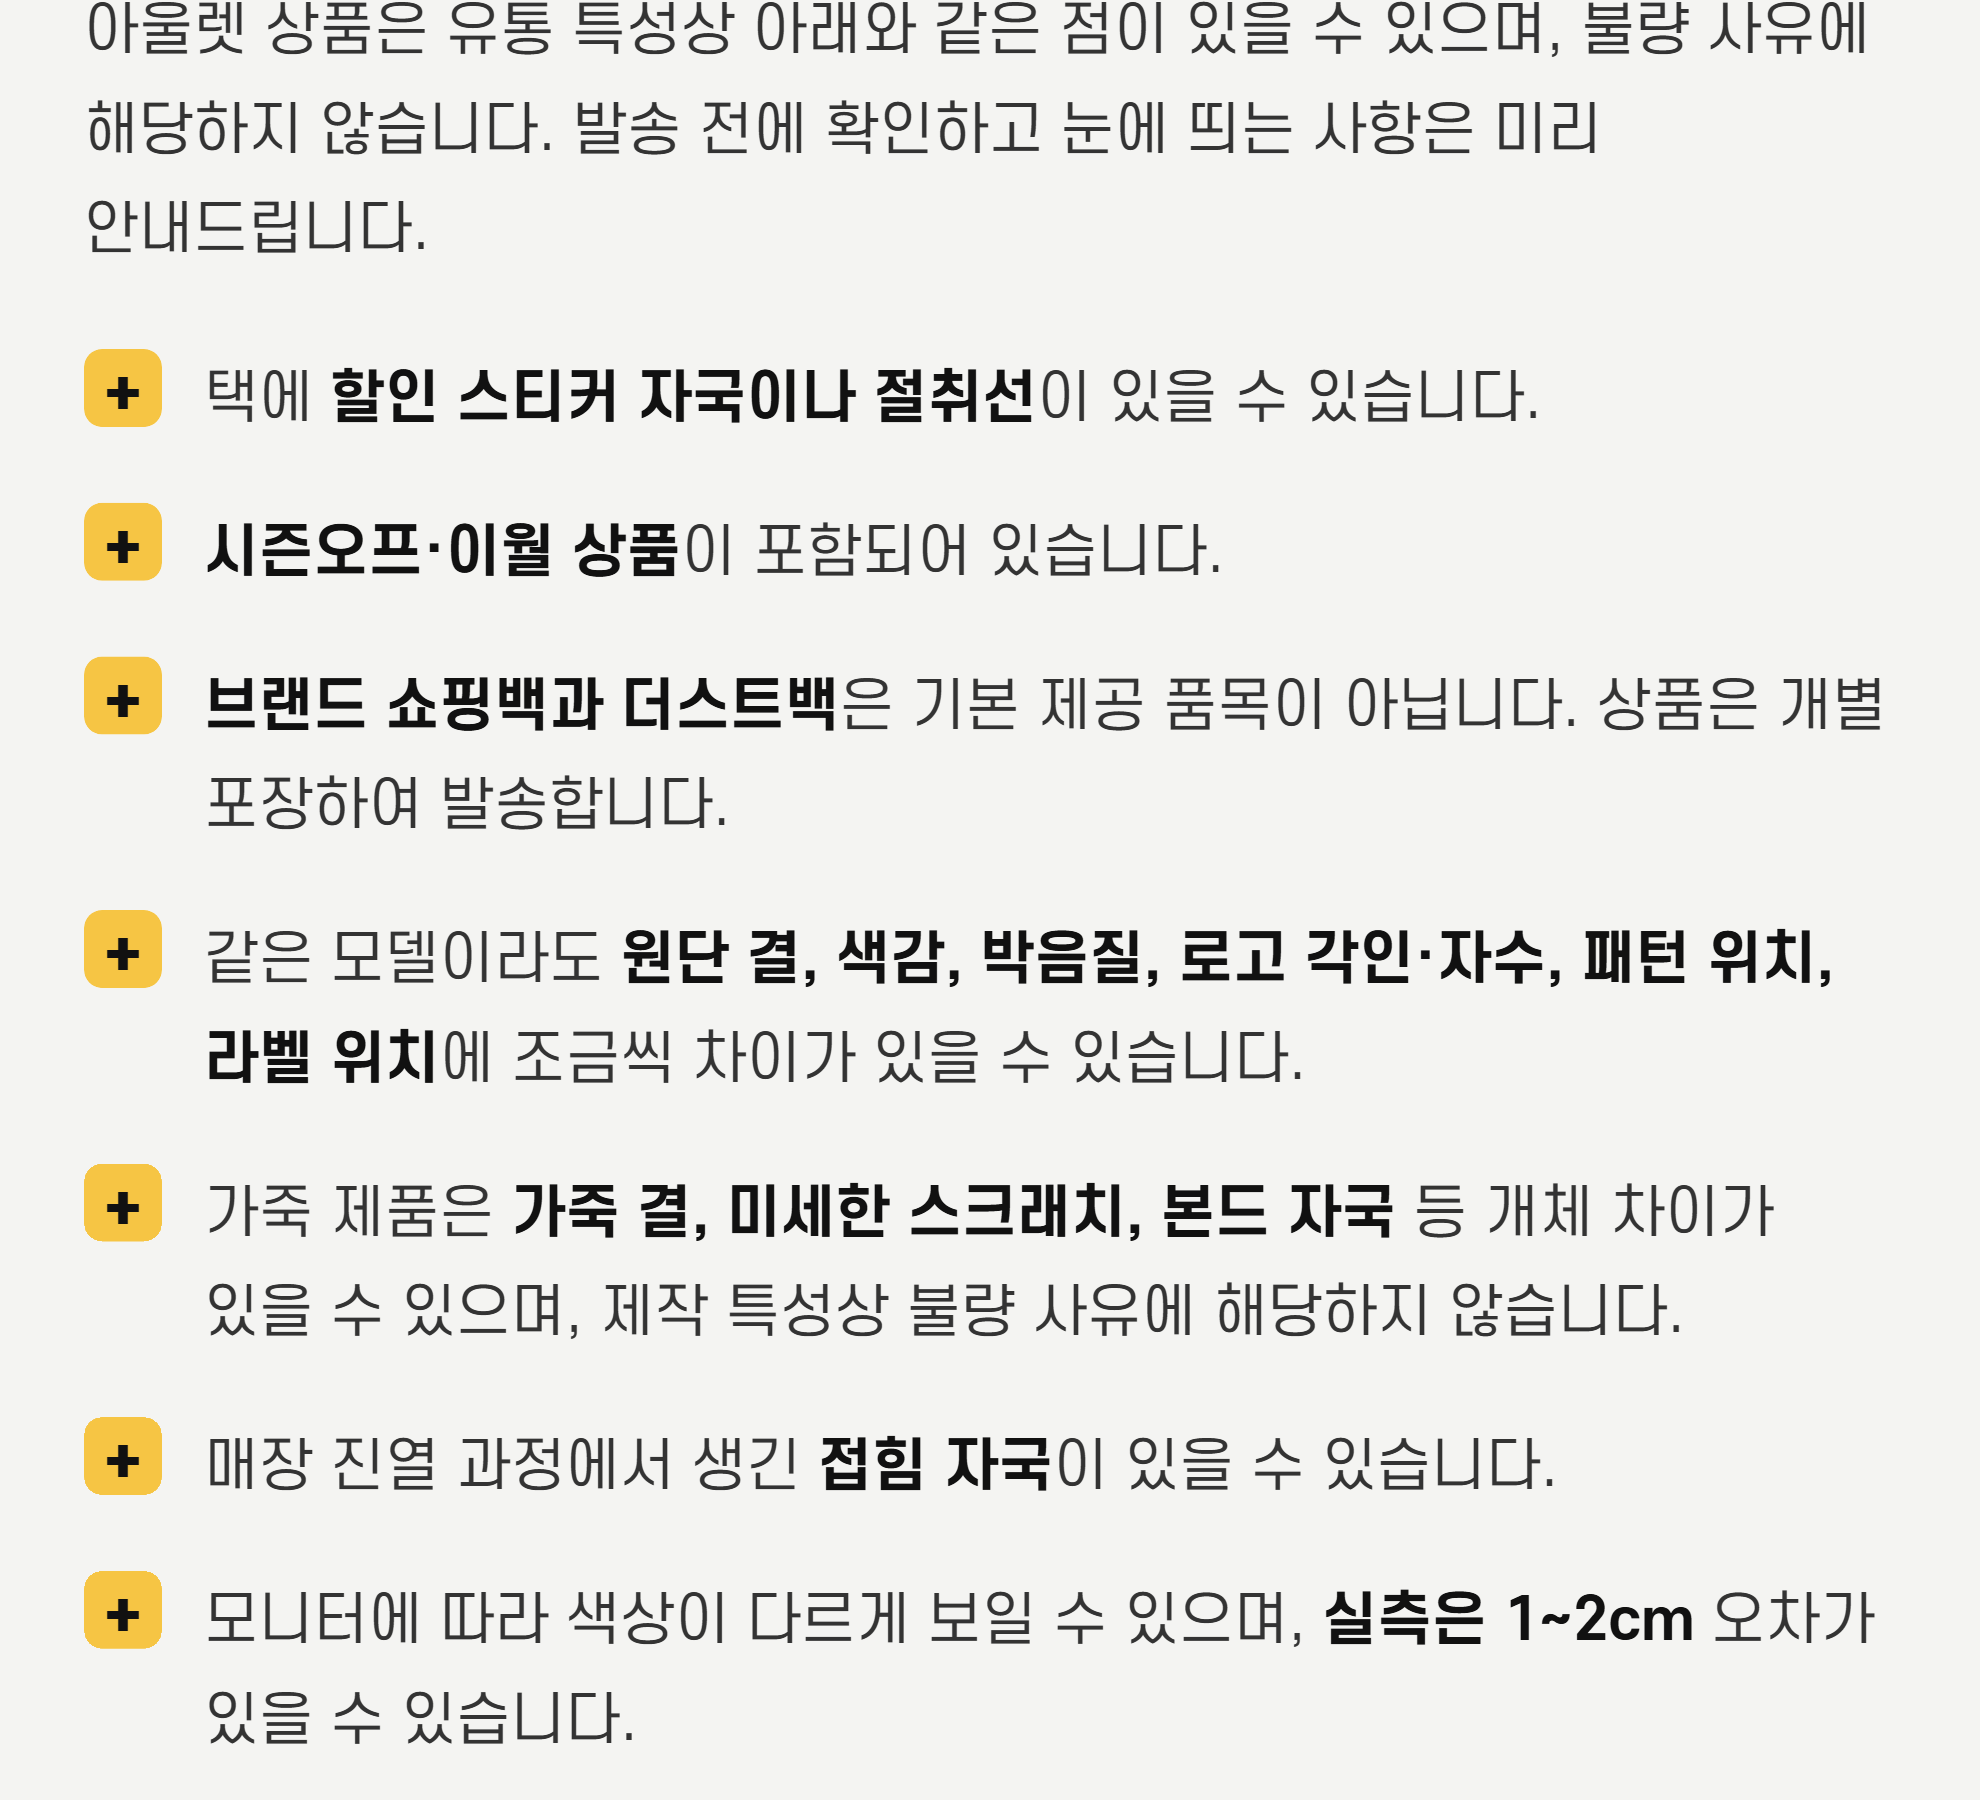 아울렛 상품은 유통 특성상 아래와 같은 점이 있을 수 있으며, 불량 사유에
해당하지 않습니다. 발송 전에 확인하고 눈에 띄는 사항은 미리
안내드립니다.
+ 택에 할인 스티커 자국이나 절취선이 있을 수 있습니다.
+ 시즌오프·이월 상품이 포함되어 있습니다.
+ 브랜드 쇼핑백과 더스트백은 기본 제공 품목이 아닙니다. 상품은 개별
포장하여 발송합니다.
+ 같은 모델이라도 원단 결, 색감, 박음질, 로고 각인·자수, 패턴 위치,
라벨 위치에 조금씩 차이가 있을 수 있습니다.
+ 가죽 제품은 가죽 결, 미세한 스크래치, 본드 자국 등 개체 차이가
있을 수 있으며, 제작 특성상 불량 사유에 해당하지 않습니다.
+ 매장 진열 과정에서 생긴 접힘 자국이 있을 수 있습니다.
+ 모니터에 따라 색상이 다르게 보일 수 있으며, 실측은 1~2cm 오차가
있을 수 있습니다.